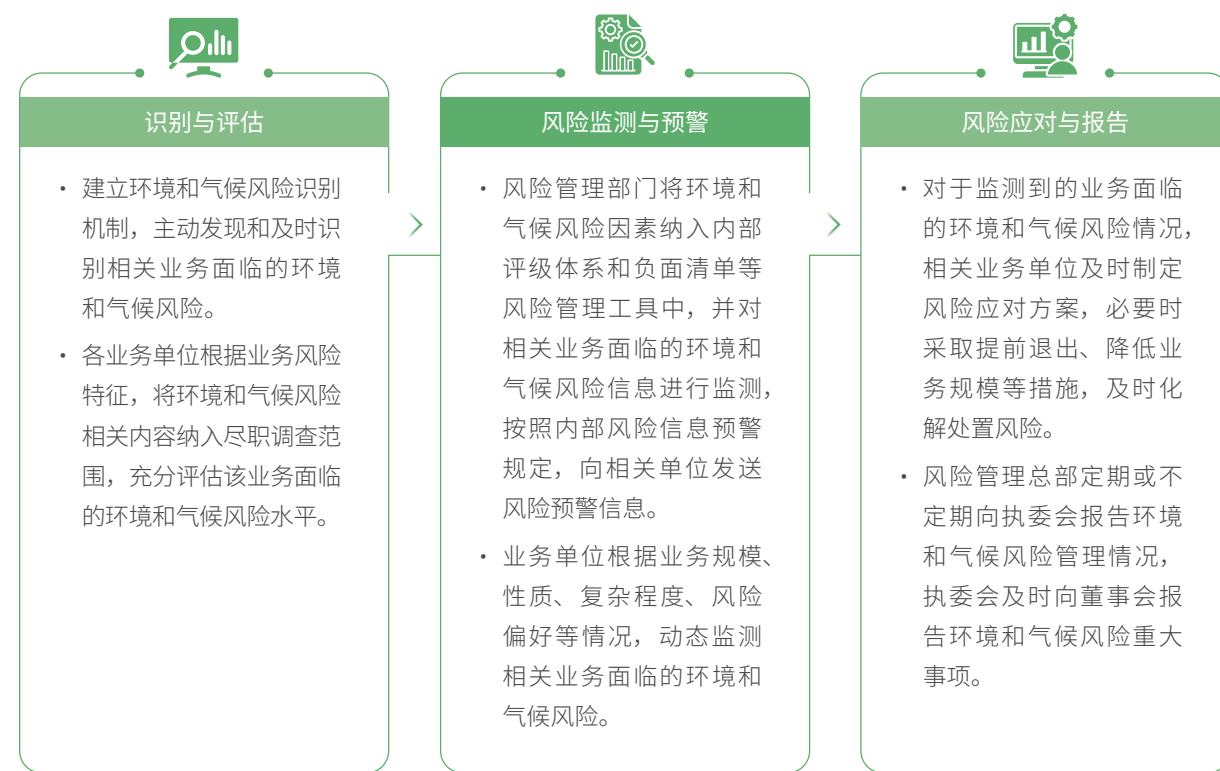 识别与评估
• 建立环境和气候风险识别
机制，主动发现和及时识
别相关业务面临的环境
和气候风险。
• 各业务单位根据业务风险
特征，将环境和气候风险
相关内容纳入尽职调查范
围，充分评估该业务面临
的环境和气候风险水平。
风险监测与预警
• 风险管理部门将环境和
气候风险因素纳入内部
评级体系和负面清单等
风险管理工具中，并对
相关业务面临的环境和
气候风险信息进行监测，
按照内部风险信息预警
规定，向相关单位发送
风险预警信息。
• 业务单位根据业务规模、
性质、复杂程度、风险
偏好等情况，动态监测
相关业务面临的环境和
气候风险。
风险应对与报告
• 对于监测到的业务面临
的环境和气候风险情况，
相关业务单位及时制定
风险应对方案，必要时
采取提前退出、降低业
务规模等措施，及时化
解处置风险。
• 风险管理总部定期或不
定期向执委会报告环境
和气候风险管理情况，
执委会及时向董事会报
告环境和气候风险重大
事项。